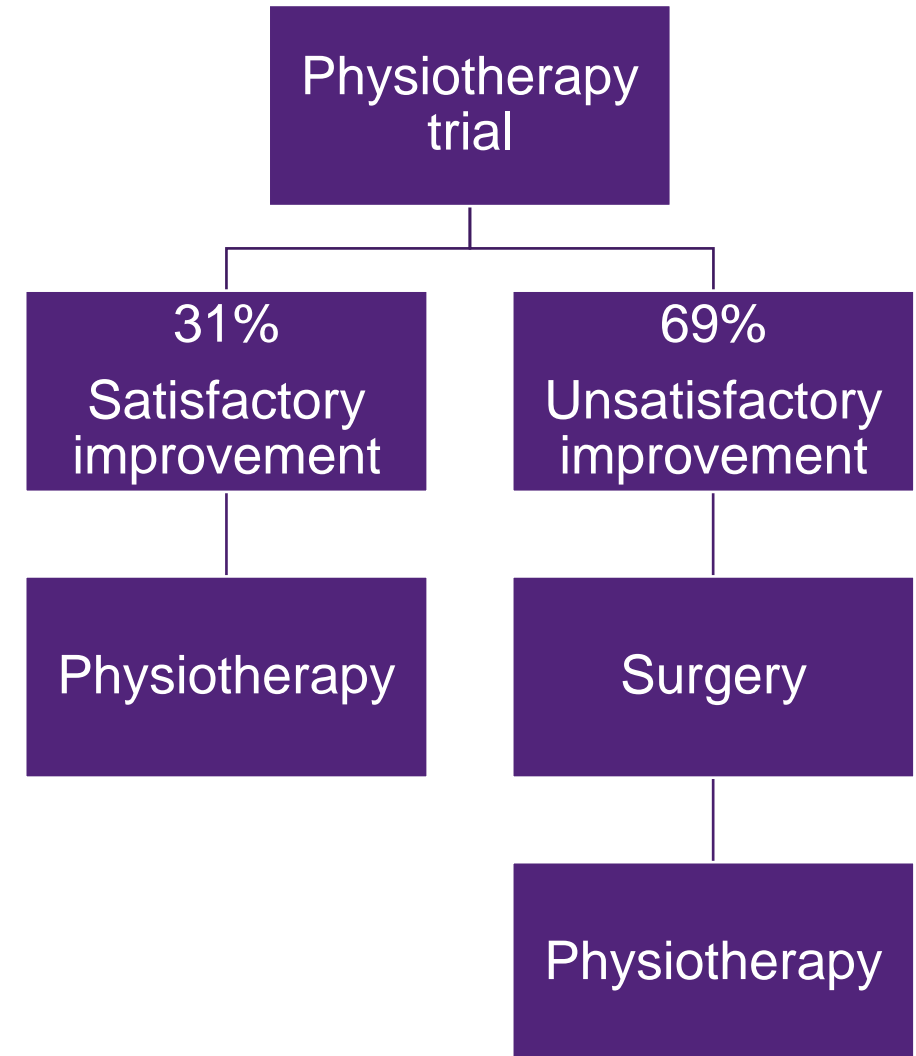 Physiotherapy
trial
31%
Satisfactory
improvement
69%
Unsatisfactory
improvement
Physiotherapy
Surgery
Physiotherapy